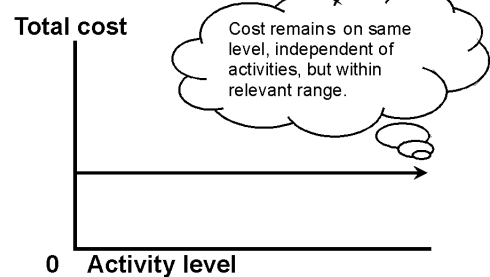 Total cost
Cost remains on same
level, independent of
activities, but within
relevant range.
0 Activity level